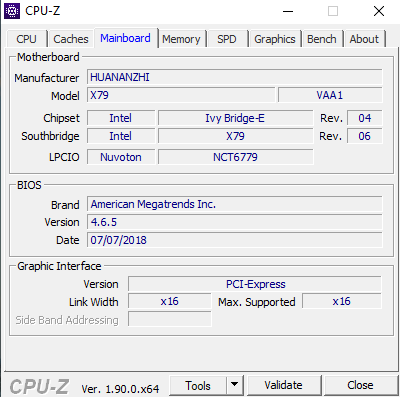 CPU-Z
CPU Caches Mainboard Memory SPD Graphics Bench About
Motherboard
Manufacturer HUANANZHI
Model X79 VAA1
Chipset Intel Ivy Bridge-E Rev. 04
Southbridge Intel X79 Rev. 06
LPCIO Nuvoton NCT6779
BIOS
Brand American Megatrends Inc.
Version 4.6.5
Date 07/07/2018
Graphic Interface
Version PCI-Express
Link Width x16 Max. Supported x16
Side Band Addressing
CPU-Z Ver. 1.90.0.x64 Tools Validate Close